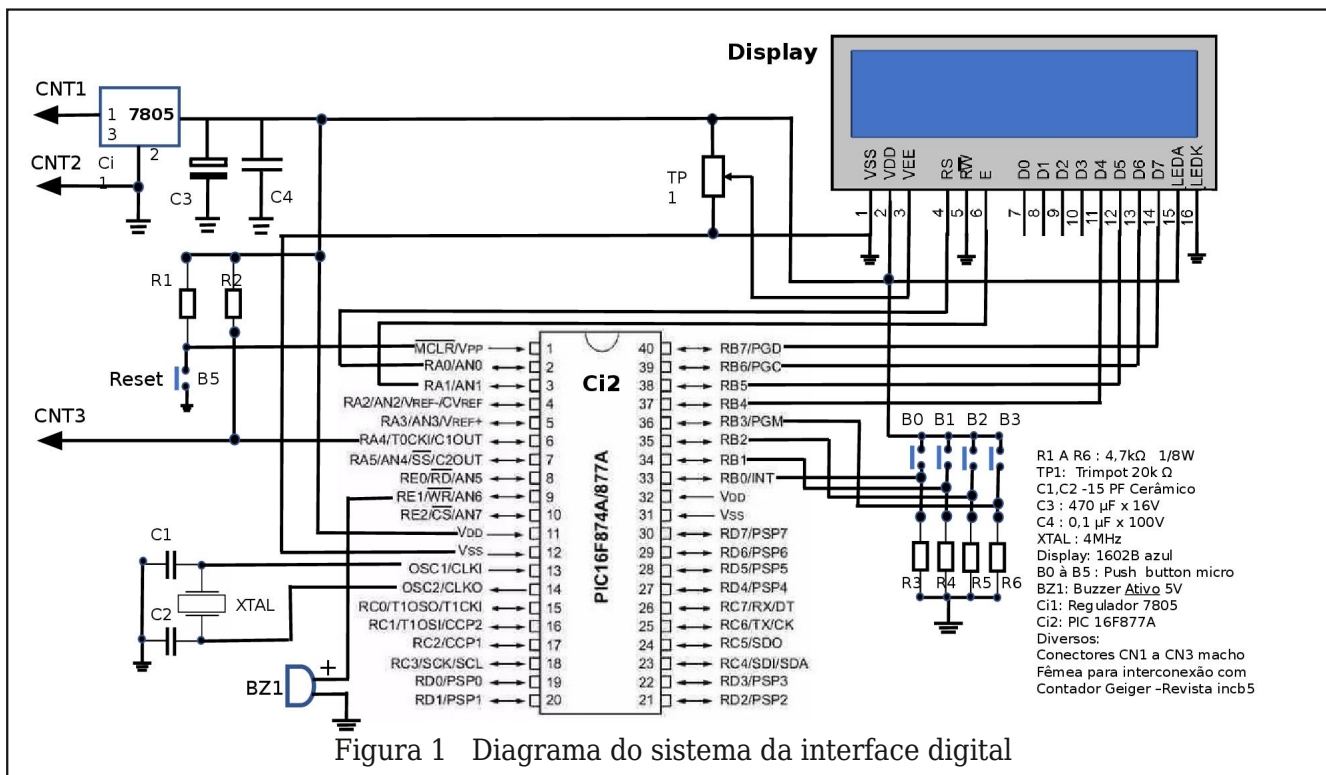 Display
CNT1
1 7805
3
2
CNT2
Ci
1
C3
C4
TP
1
VSS
VDD
VEE
RS
RW
E
D0
D1
D2
D3
D4
D5
D6
D7
LEDA
LEDK
1
2
3
4
5
6
7
8
9
10
11
12
13
14
15
16
R1
R2
Reset
B5
CNT3
C1
C2
XTAL
BZ1
+
Ci2
PIC16F874A/877A
MCLR/VPP 1
RA0/AN0 2
RA1/AN1 3
RA2/AN2/VREF-/CVREF 4
RA3/AN3/VREF+ 5
RA4/T0CKI/C1OUT 6
RA5/AN4/SS/C2OUT 7
RE0/RD/AN5 8
RE1/WR/AN6 9
RE2/CS/AN7 10
VDD 11
VSS 12
OSC1/CLKI 13
OSC2/CLKO 14
RC0/T1OSO/T1CKI 15
RC1/T1OSI/CCP2 16
RC2/CCP1 17
RC3/SCK/SCL 18
RD0/PSP0 19
RD1/PSP1 20
40 RB7/PGD
39 RB6/PGC
38 RB5
37 RB4
36 RB3/PGM
35 RB2
34 RB1
33 RB0/INT
32 VDD
31 VSS
30 RD7/PSP7
29 RD6/PSP6
28 RD5/PSP5
27 RD4/PSP4
26 RC7/RX/DT
25 RC6/TX/CK
24 RC5/SDO
23 RC4/SDI/SDA
22 RD3/PSP3
21 RD2/PSP2
B0 B1 B2 B3
R3 R4 R5 R6
R1 A R6 : 4,7kΩ 1/8W
TP1: Trimpot 20k Ω
C1,C2 -15 PF Cerâmico
C3 : 470 µF x 16V
C4 : 0,1 µF x 100V
XTAL : 4MHz
Display: 1602B azul
B0 à B5 : Push button micro
BZ1: Buzzer Ativo 5V
Ci1: Regulador 7805
Ci2: PIC 16F877A
Diversos:
Conectores CN1 a CN3 macho
Fêmea para interconexão com
Contador Geiger –Revista incb5
Figura 1 Diagrama do sistema da interface digital